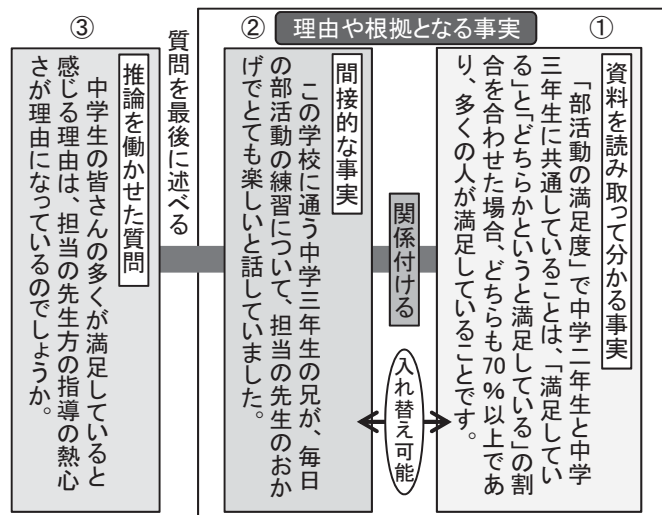 理由や根拠となる事実
①
資料を読み取って分かる事実
「部活動の満足度」で中学二年生と中学
三年生に共通していることは、「満足してい
る」と「どちらかというと満足している」の割
合を合わせた場合、どちらも70%以上であ
り、多くの人が満足していることです。
関係付ける
入れ替え可能
②
間接的な事実
この学校に通う中学三年生の兄が、毎日
の部活動の練習について、担当の先生のおか
げでとても楽しいと話していました。
質問を最後に述べる
③
推論を働かせた質問
中学生の皆さんの多くが満足していると
感じる理由は、担当の先生方の指導の熱心
さが理由になっているのでしょうか。